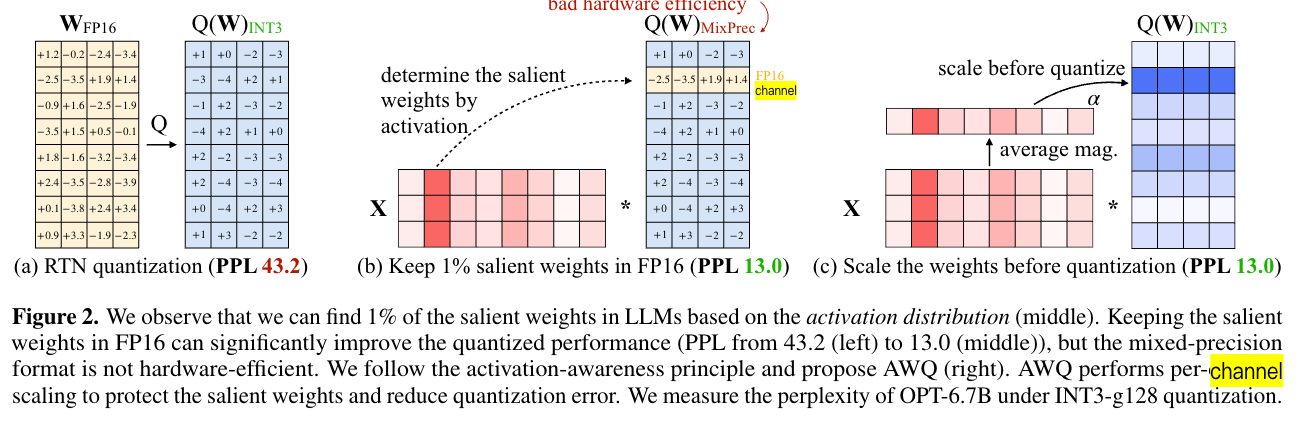 bad hardware efficiency
W FP16
Q(W) INT3
Q(W) MixPrec
Q(W) INT3
+1.2 −0.2 −2.4 −3.4
−2.5 −3.5 +1.9 +1.4
−0.9 +1.6 −2.5 −1.9
−3.5 +1.5 +0.5 −0.1
+1.8 −1.6 −3.2 −3.4
+2.4 −3.5 −2.8 −3.9
+0.1 −3.8 +2.4 +3.4
+0.9 +3.3 −1.9 −2.3
Q
+1 +0 −2 −3
−3 −4 +2 +1
−1 +2 −3 −2
−4 +2 +1 +0
+2 −2 −3 −3
+2 −4 −3 −4
+0 −4 +2 +3
+1 +3 −2 −2
(a) RTN quantization (PPL 43.2)
determine the salient
weights by
activation
X
*
+1 +0 −2 −3
−2.5 −3.5 +1.9 +1.4
−1 +2 −3 −2
−4 +2 +1 +0
+2 −2 −3 −3
+2 −4 −3 −4
+0 −4 +2 +3
+1 +3 −2 −2
FP16
channel
(b) Keep 1% salient weights in FP16 (PPL 13.0)
scale before quantize
α
average mag.
X
*
(c) Scale the weights before quantization (PPL 13.0)
Figure 2. We observe that we can find 1% of the salient weights in LLMs based on the activation distribution (middle). Keeping the salient
weights in FP16 can significantly improve the quantized performance (PPL from 43.2 (left) to 13.0 (middle)), but the mixed-precision
format is not hardware-efficient. We follow the activation-awareness principle and propose AWQ (right). AWQ performs per-channel
scaling to protect the salient weights and reduce quantization error. We measure the perplexity of OPT-6.7B under INT3-g128 quantization.